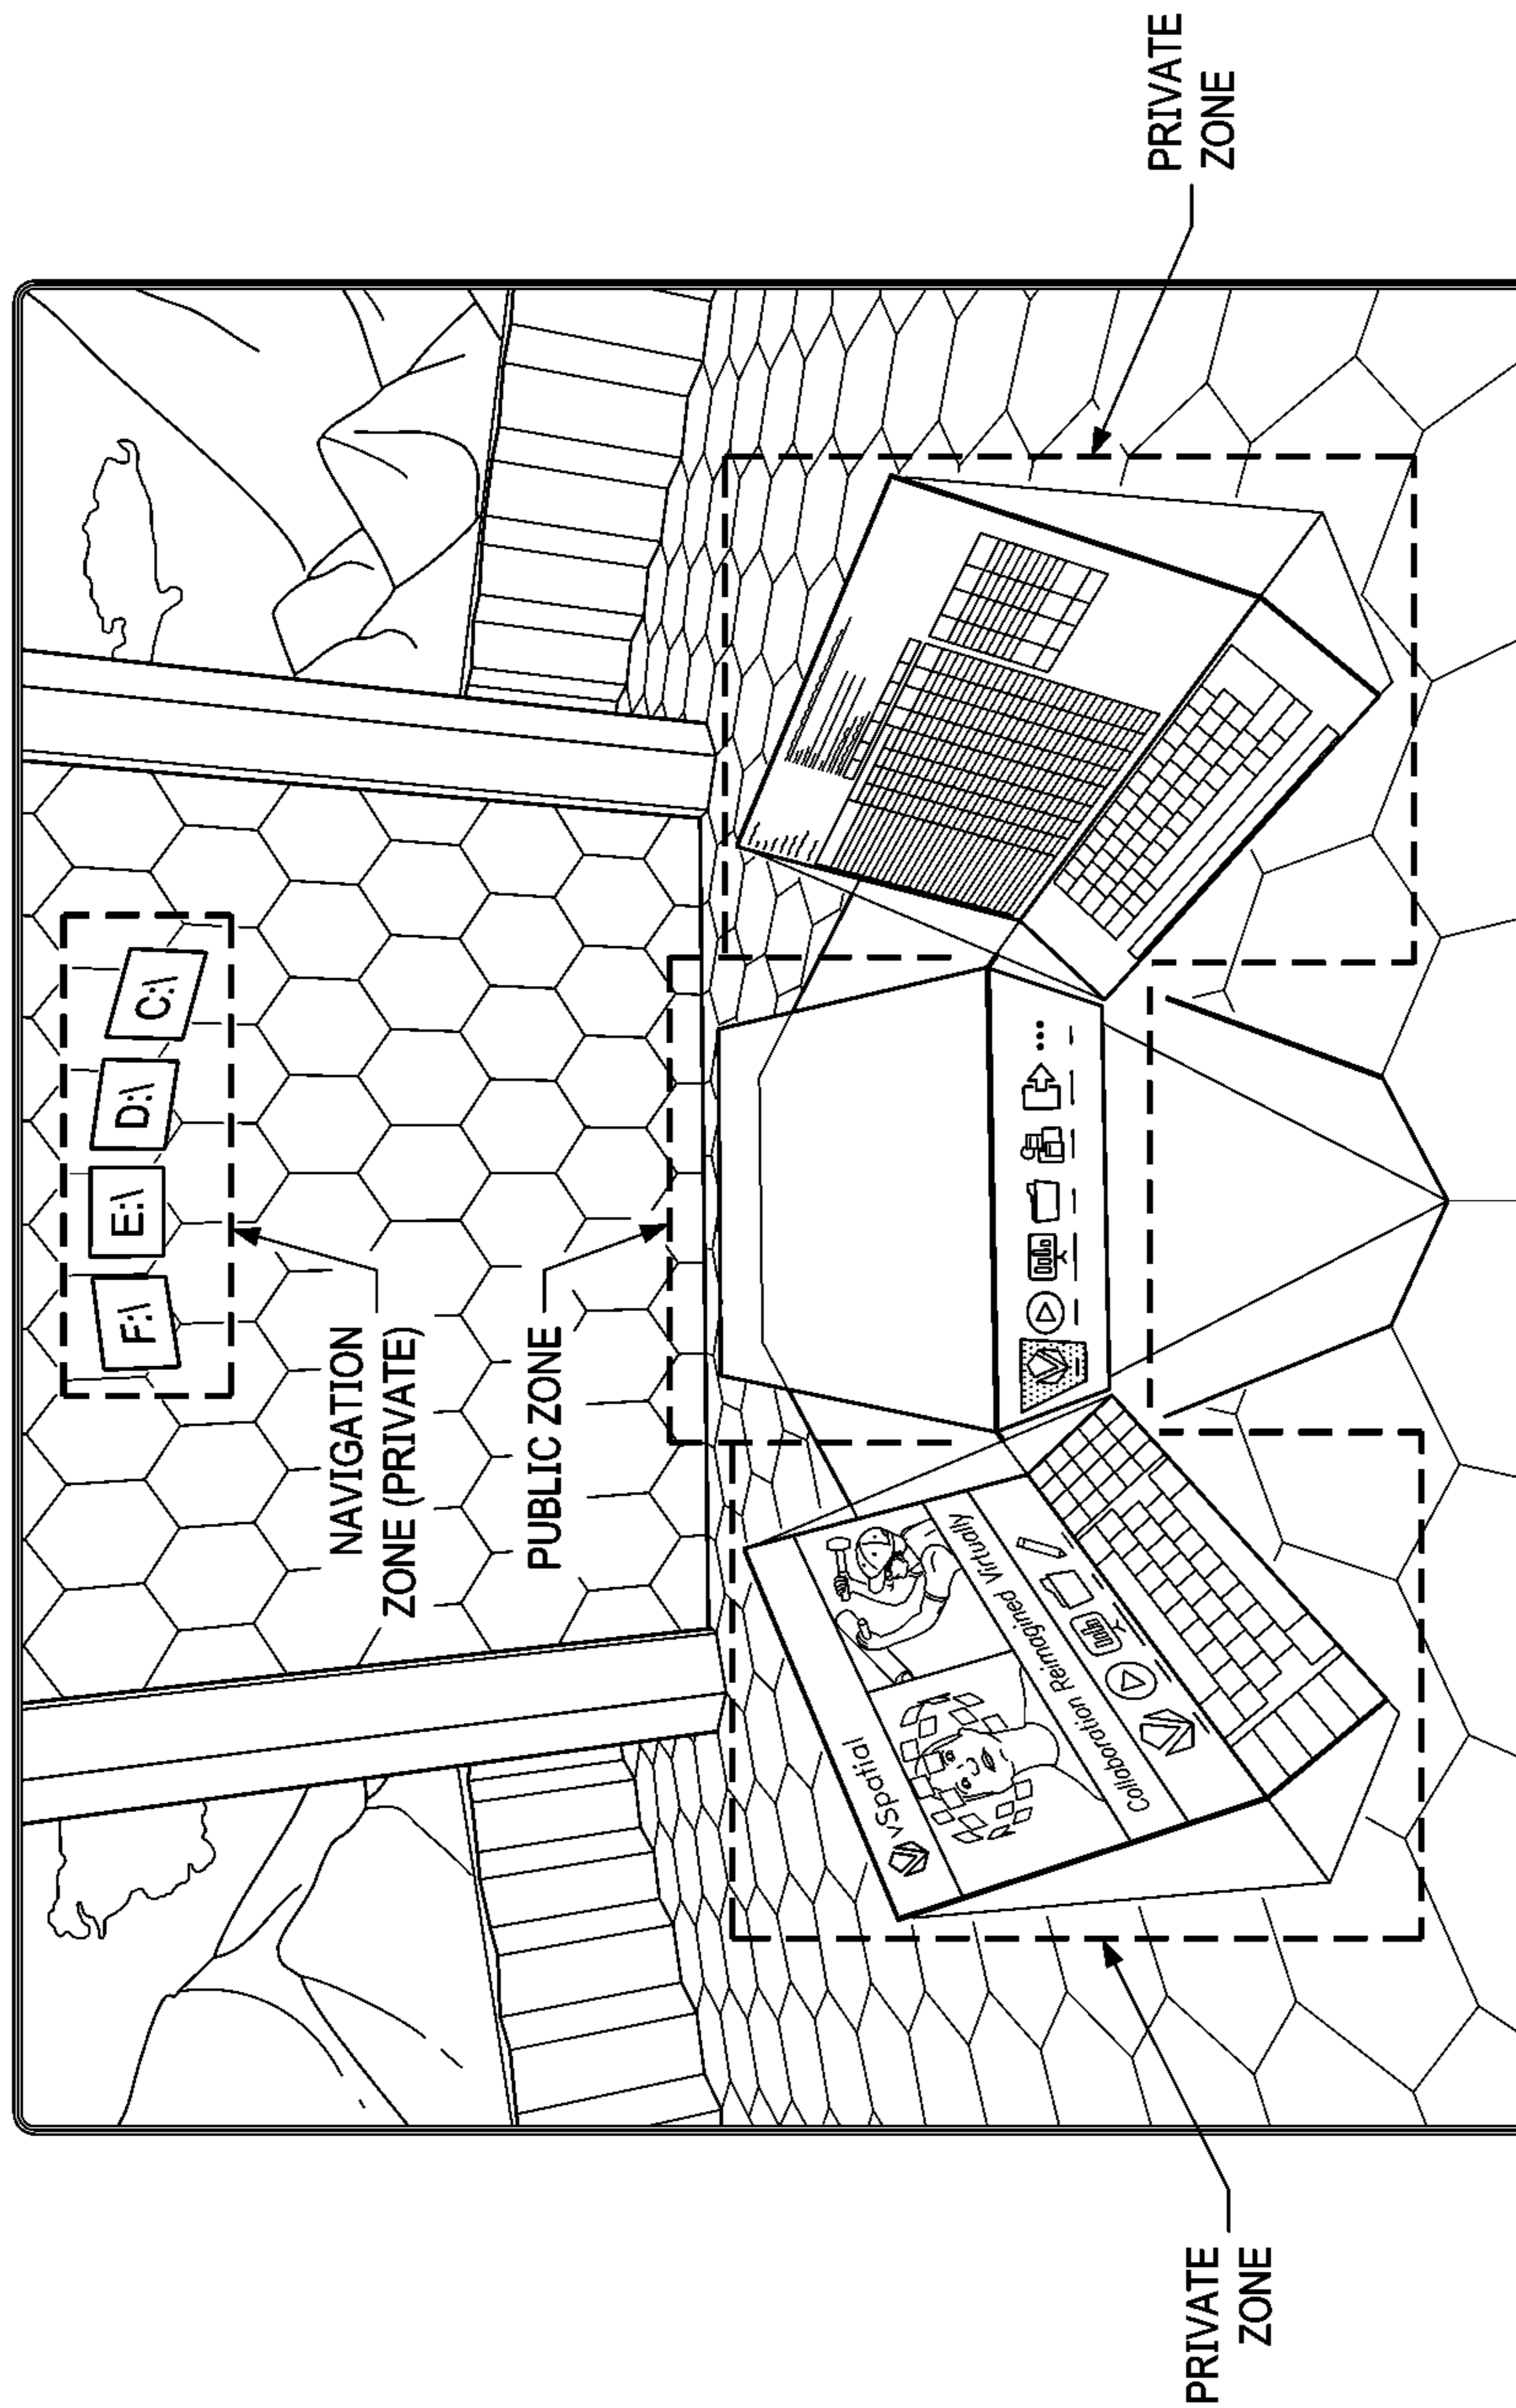 F:\ E:\ D:\ C:\
NAVIGATION
ZONE (PRIVATE)
PUBLIC ZONE
vSpatial
Collaboration Reimagined Virtually
PRIVATE
ZONE
PRIVATE
ZONE